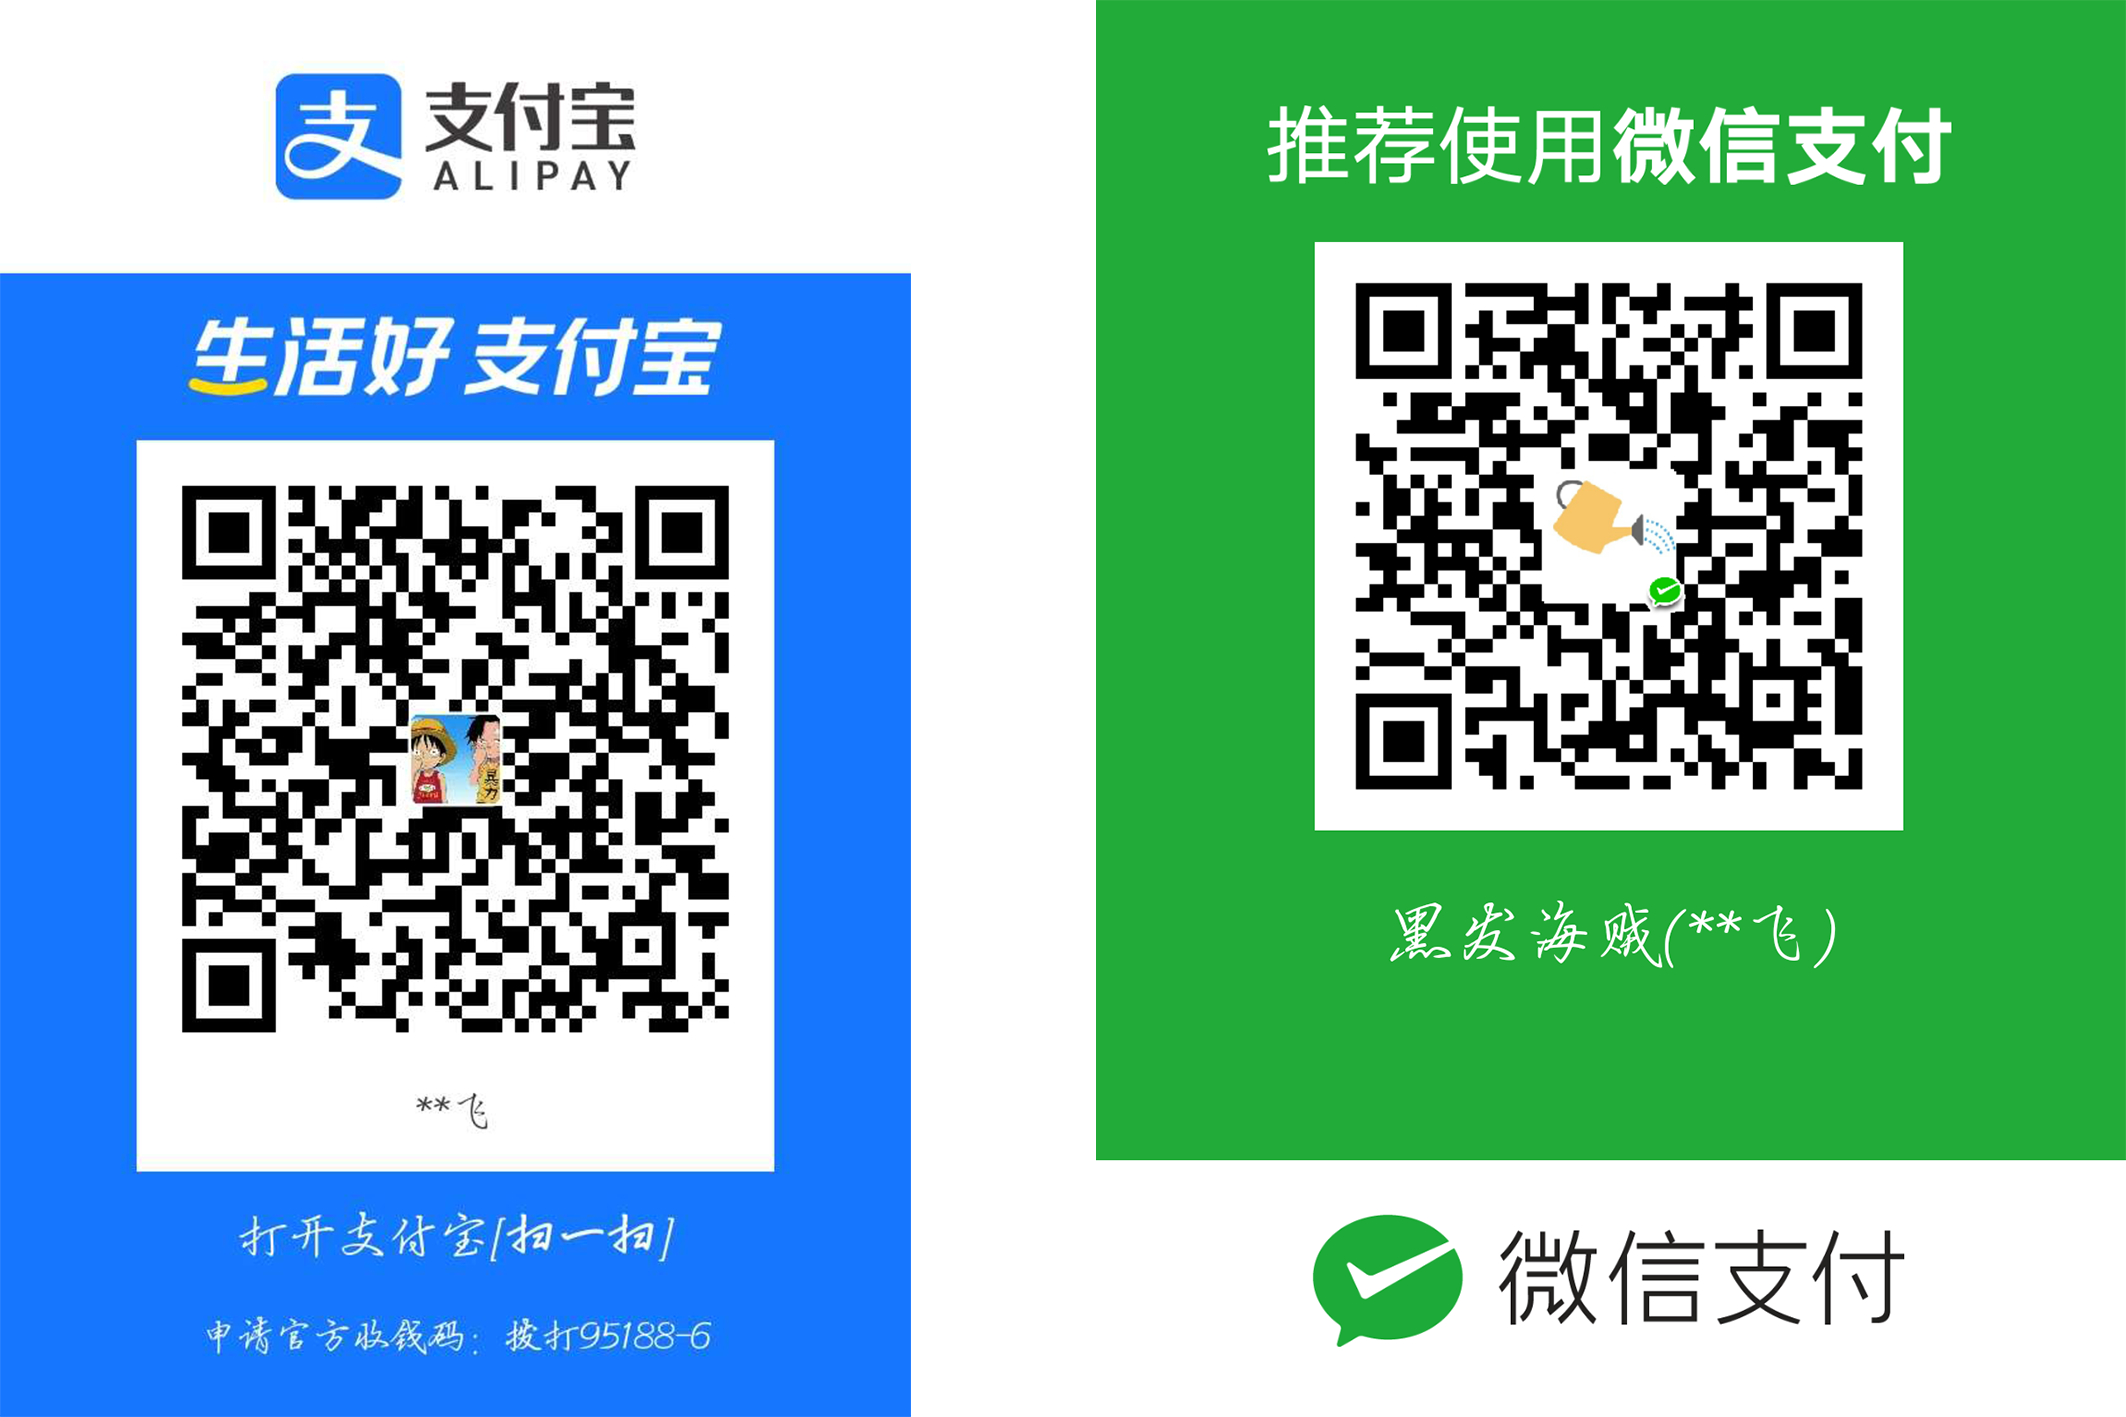 支付宝
ALIPAY
生活好 支付宝
**飞
打开支付宝[扫一扫]
申请官方收钱码：拨打95188-6
推荐使用微信支付
黑发海贼(**飞)
微信支付